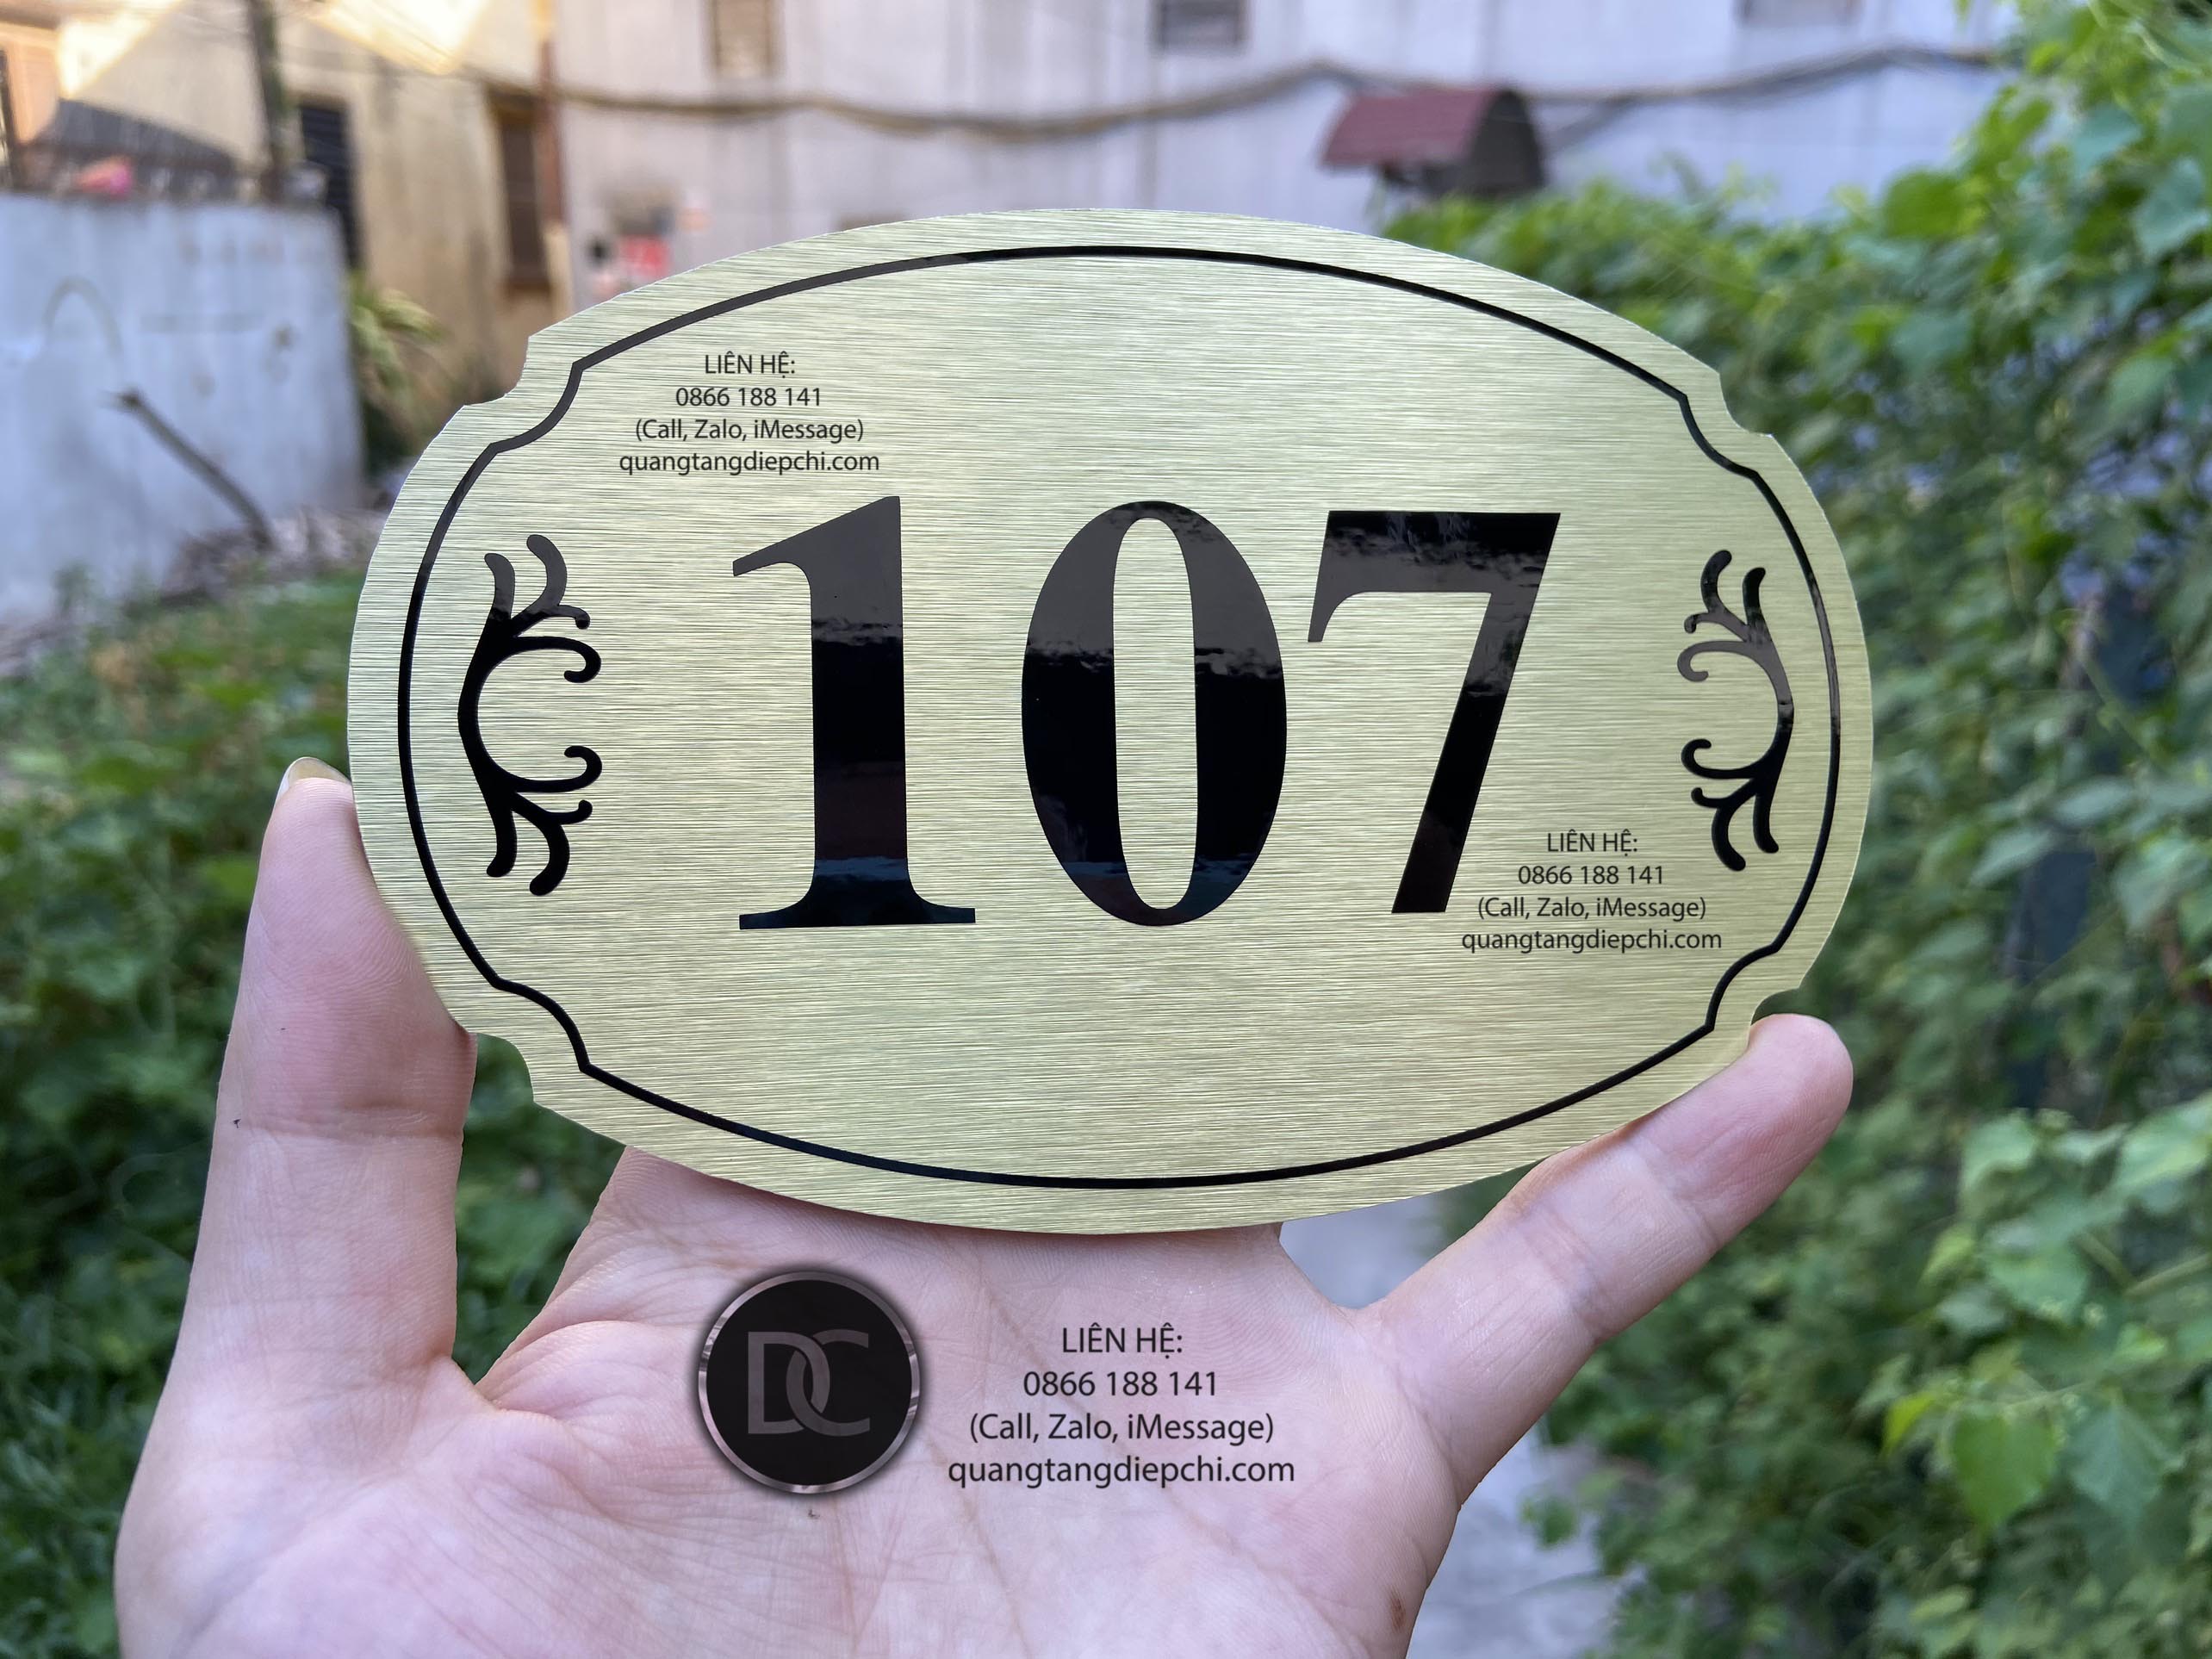 LIÊN HỆ:
0866 188 141
(Call, Zalo, iMessage)
quangtangdiepchi.com
107
LIÊN HỆ:
0866 188 141
(Call, Zalo, iMessage)
quangtangdiepchi.com
DC
LIÊN HỆ:
0866 188 141
(Call, Zalo, iMessage)
quangtangdiepchi.com